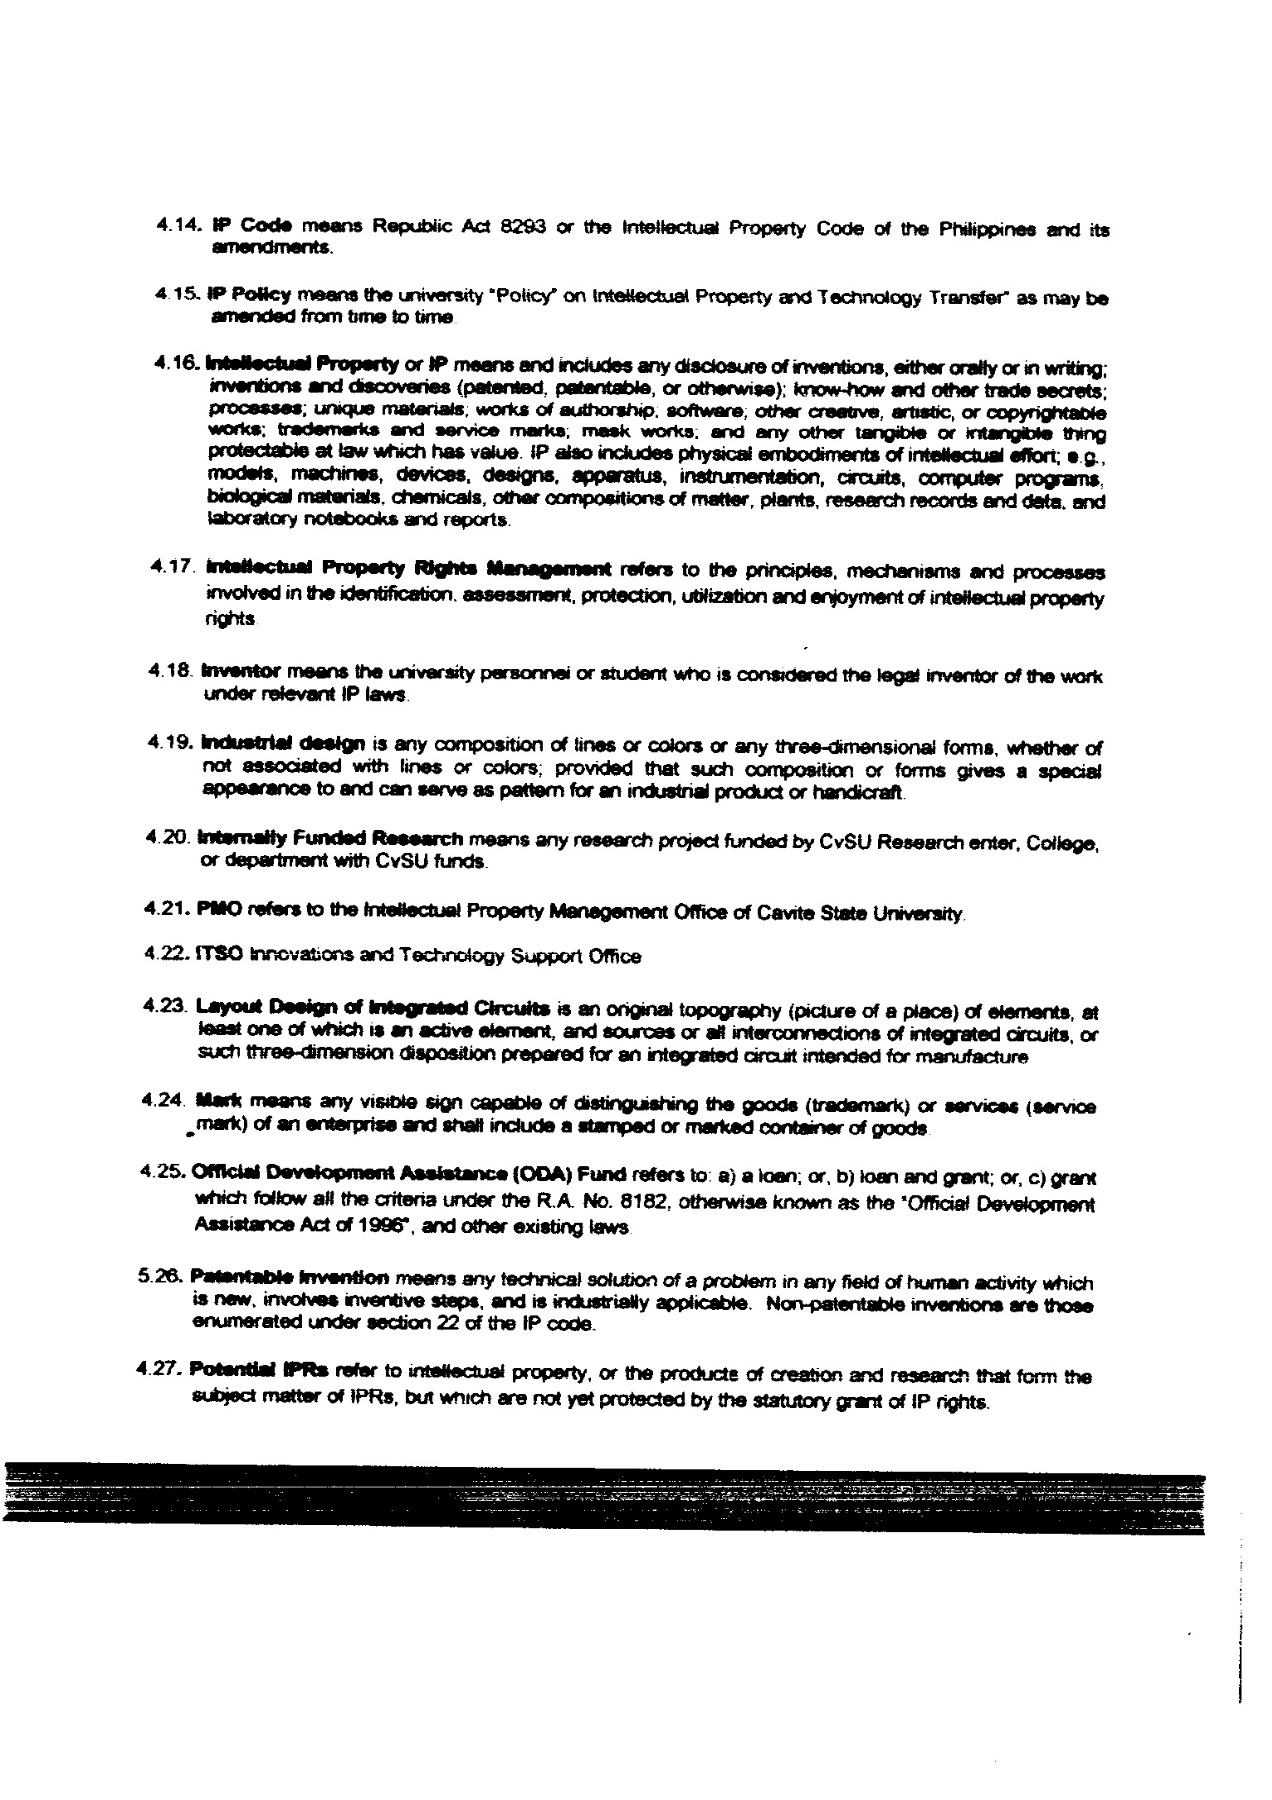 4.14. IP Code means Republic Act 8293 or the Intellectual Property Code of the Philippines and its
amendments.
4.15. IP Policy means the university "Policy" on Intellectual Property and Technology Transfer" as may be
amended from time to time.
4.16. Intellectual Property or IP means and includes any disclosure of inventions, either orally or in writing;
inventions and discoveries (patented, patentable, or otherwise); know-how and other trade secrets;
processes; unique materials; works of authorship, software; other creative, artistic, or copyrightable
works; trademarks and service marks; mask works; and any other tangible or intangible thing
protectable at law which has value. IP also includes physical embodiments of intellectual effort; e.g.,
models, machines, devices, designs, apparatus, instrumentation, circuits, computer programs,
biological materials, chemicals, other compositions of matter, plants, research records and data, and
laboratory notebooks and reports.
4.17. Intellectual Property Rights Management refers to the principles, mechanisms and processes
involved in the identification, assessment, protection, utilization and enjoyment of intellectual property
rights.
4.18. Inventor means the university personnel or student who is considered the legal inventor of the work
under relevant IP laws.
4.19. Industrial design is any composition of lines or colors or any three-dimensional forms, whether of
not associated with lines or colors; provided that such composition or forms gives a special
appearance to and can serve as pattern for an industrial product or handicraft.
4.20. Internally Funded Research means any research project funded by CvSU Research enter, College,
or department with CvSU funds.
4.21. PMO refers to the Intellectual Property Management Office of Cavite State University.
4.22. ITSO Innovations and Technology Support Office
4.23. Layout Design of Integrated Circuits is an original topography (picture of a place) of elements, at
least one of which is an active element, and sources or all interconnections of integrated circuits, or
such three-dimension disposition prepared for an integrated circuit intended for manufacture
4.24. Mark means any visible sign capable of distinguishing the goods (trademark) or services (service
mark) of an enterprise and shall include a stamped or marked container of goods.
4.25. Official Development Assistance (ODA) Fund refers to: a) a loan; or, b) loan and grant; or, c) grant
which follow all the criteria under the R.A. No. 8182, otherwise known as the "Official Development
Assistance Act of 1996", and other existing laws.
5.26. Patentable Invention means any technical solution of a problem in any field of human activity which
is new, involves inventive steps, and is industrially applicable. Non-patentable inventions are those
enumerated under section 22 of the IP code.
4.27. Potential IPRs refer to intellectual property, or the products of creation and research that form the
subject matter of IPRs, but which are not yet protected by the statutory grant of IP rights.